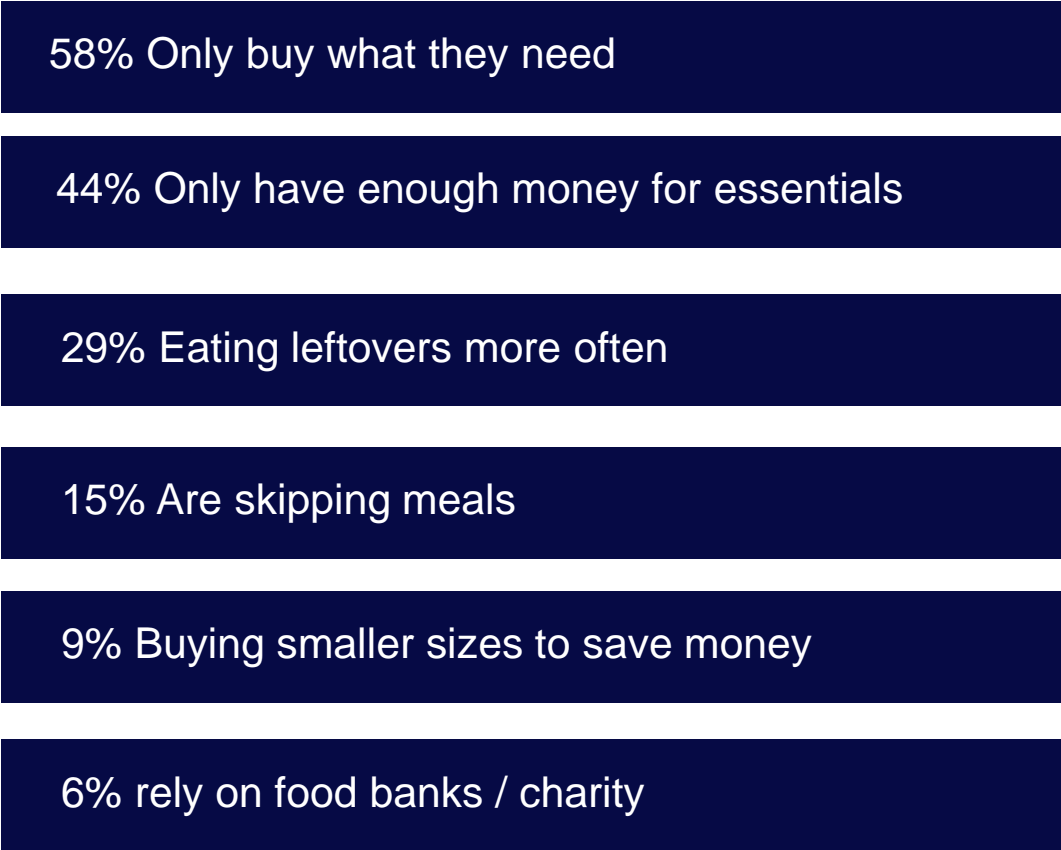 58% Only buy what they need
44% Only have enough money for essentials
29% Eating leftovers more often
15% Are skipping meals
9% Buying smaller sizes to save money
6% rely on food banks / charity